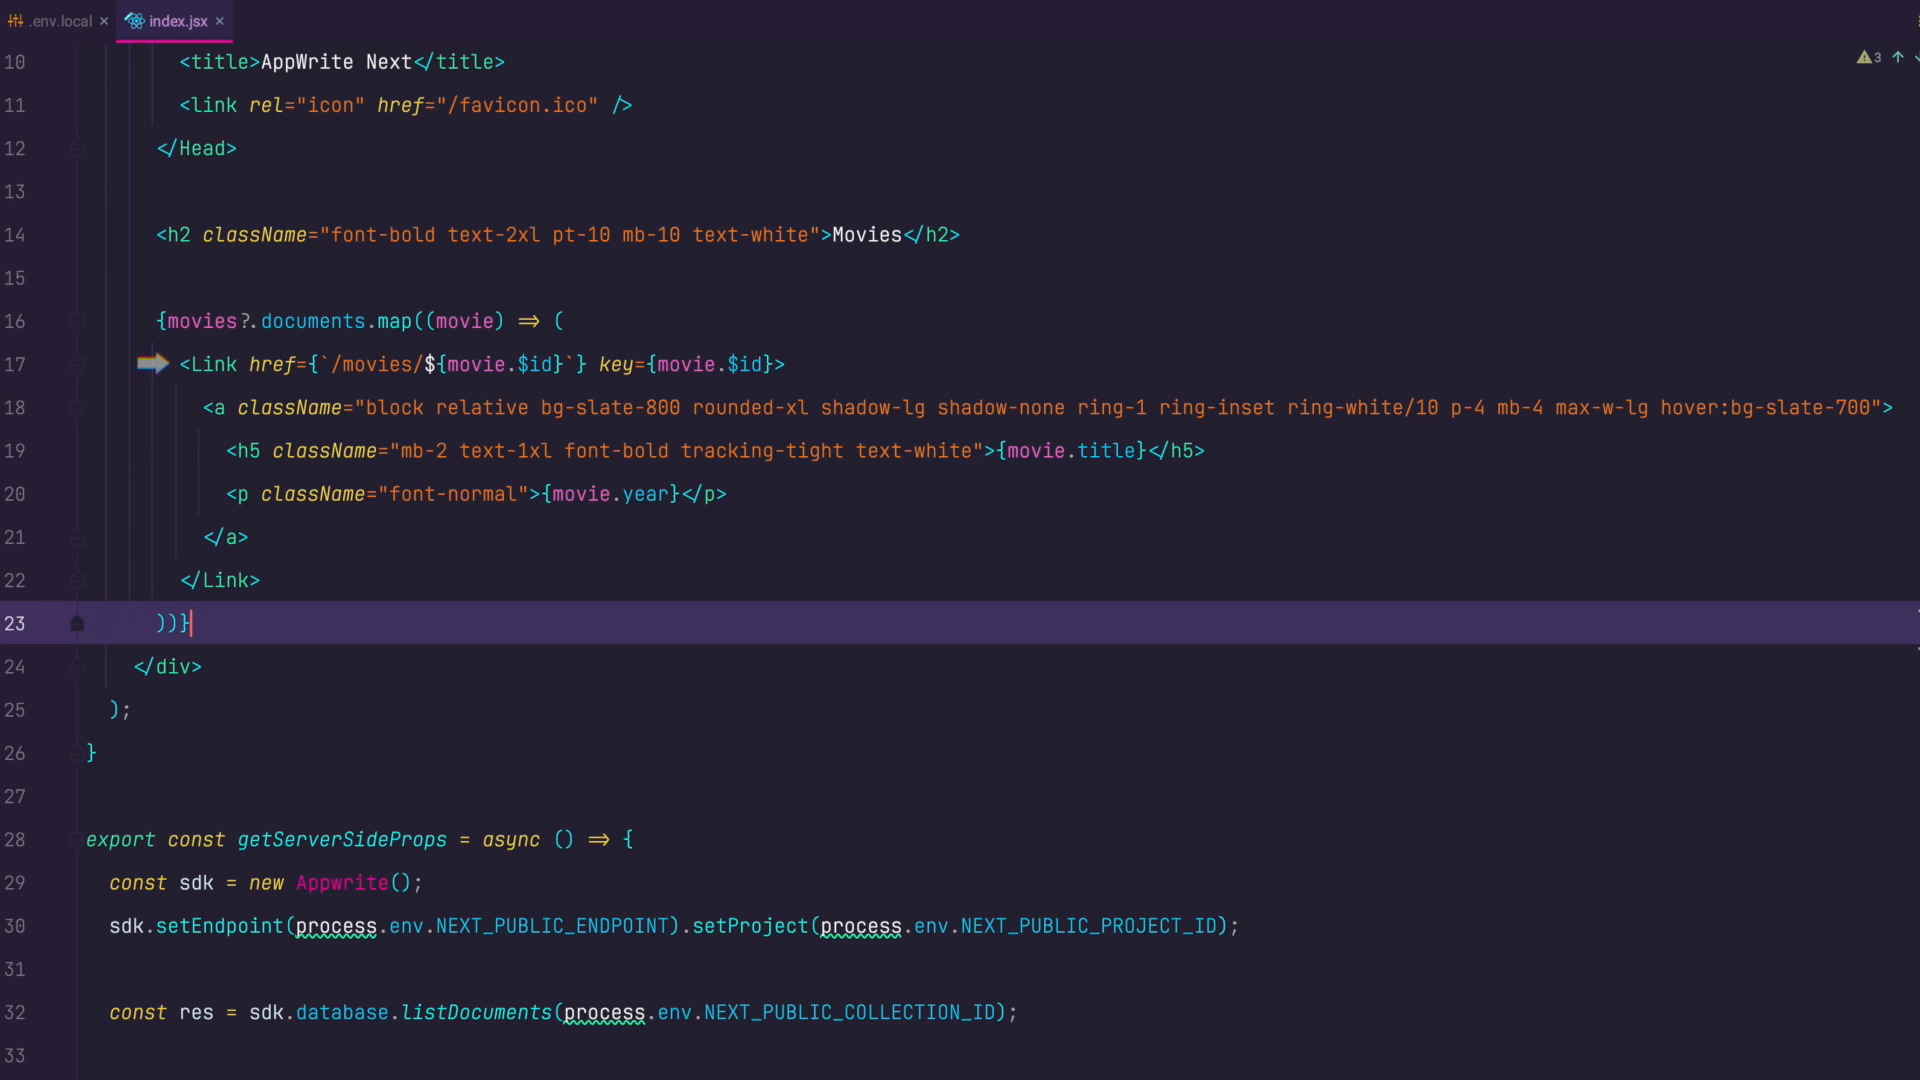 .env.local × index.jsx ×
10 <title>AppWrite Next</title>
3
11 <link rel="icon" href="/favicon.ico" />
12 </Head>
13
14 <h2 className="font-bold text-2xl pt-10 mb-10 text-white">Movies</h2>
15
16 {movies?.documents.map((movie) => (
17 <Link href={`/movies/${movie.$id}`} key={movie.$id}>
18 <a className="block relative bg-slate-800 rounded-xl shadow-lg shadow-none ring-1 ring-inset ring-white/10 p-4 mb-4 max-w-lg hover:bg-slate-700">
19 <h5 className="mb-2 text-1xl font-bold tracking-tight text-white">{movie.title}</h5>
20 <p className="font-normal">{movie.year}</p>
21 </a>
22 </Link>
23 ))}
24 </div>
25 );
26 }
27
28 export const getServerSideProps = async () => {
29 const sdk = new Appwrite();
30 sdk.setEndpoint(process.env.NEXT_PUBLIC_ENDPOINT).setProject(process.env.NEXT_PUBLIC_PROJECT_ID);
31
32 const res = sdk.database.listDocuments(process.env.NEXT_PUBLIC_COLLECTION_ID);
33